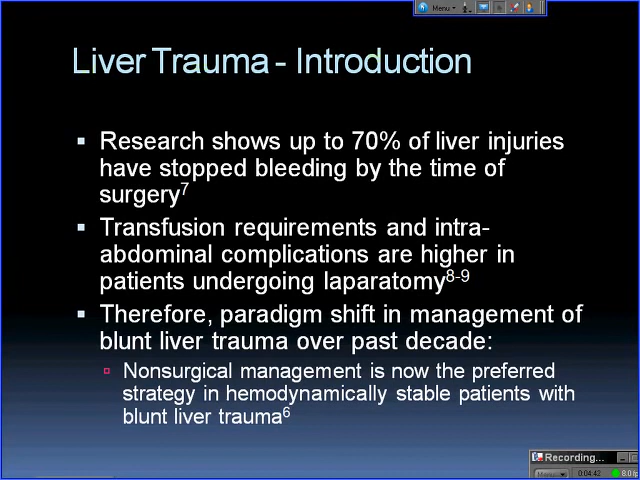 Menu
Liver Trauma - Introduction
Research shows up to 70% of liver injuries
have stopped bleeding by the time of
surgery7
Transfusion requirements and intra-
abdominal complications are higher in
patients undergoing laparatomy8-9
Therefore, paradigm shift in management of
blunt liver trauma over past decade:
Nonsurgical management is now the preferred
strategy in hemodynamically stable patients with
blunt liver trauma6
Recording...
Menu 0:04:42 8.0